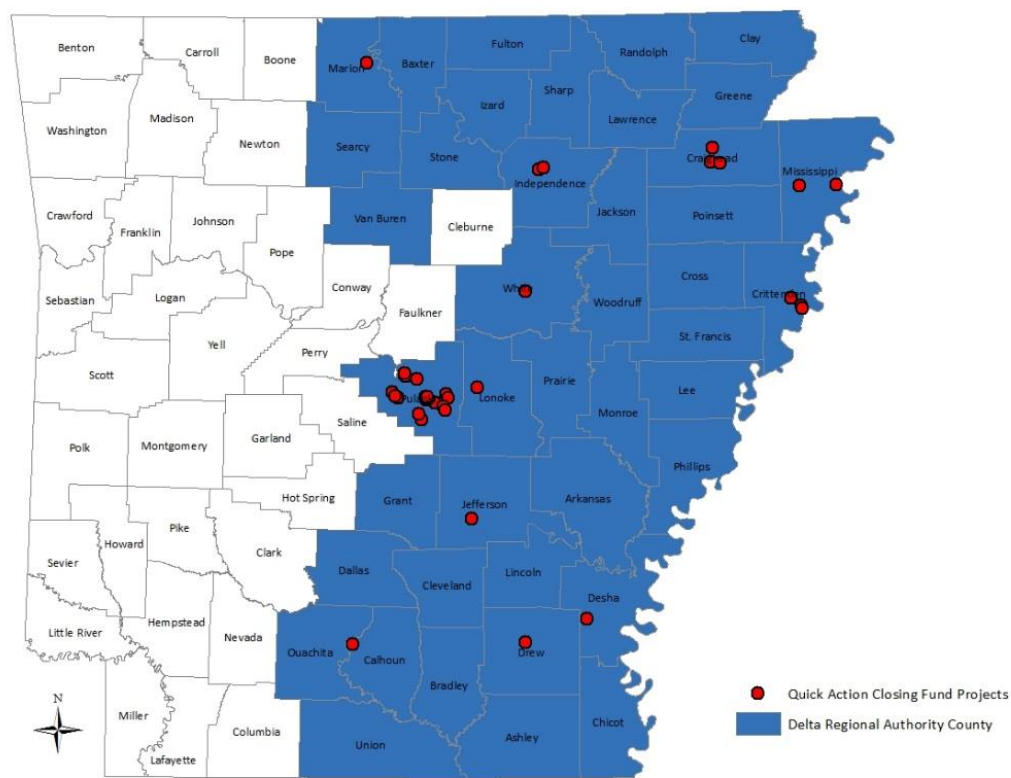 Benton
Carroll
Boone
Marion
Baxter
Fulton
Randolph
Clay
Sharp
Izard
Greene
Lawrence
Washington
Madison
Newton
Searcy
Stone
Independence
Craighead
Mississippi
Jackson
Crawford
Franklin
Johnson
Pope
Van Buren
Cleburne
Poinsett
Sebastian
Logan
Conway
Faulkner
White
Woodruff
Cross
Crittenden
St. Francis
Yell
Perry
Scott
Pulaski
Lonoke
Prairie
Monroe
Lee
Saline
Garland
Montgomery
Polk
Phillips
Hot Spring
Grant
Jefferson
Arkansas
Howard
Pike
Clark
Sevier
Dallas
Cleveland
Lincoln
Desha
Little River
Hempstead
Nevada
Ouachita
Calhoun
Bradley
Drew
N
Miller
Columbia
Lafayette
Union
Ashley
Chicot
Quick Action Closing Fund Projects
Delta Regional Authority County